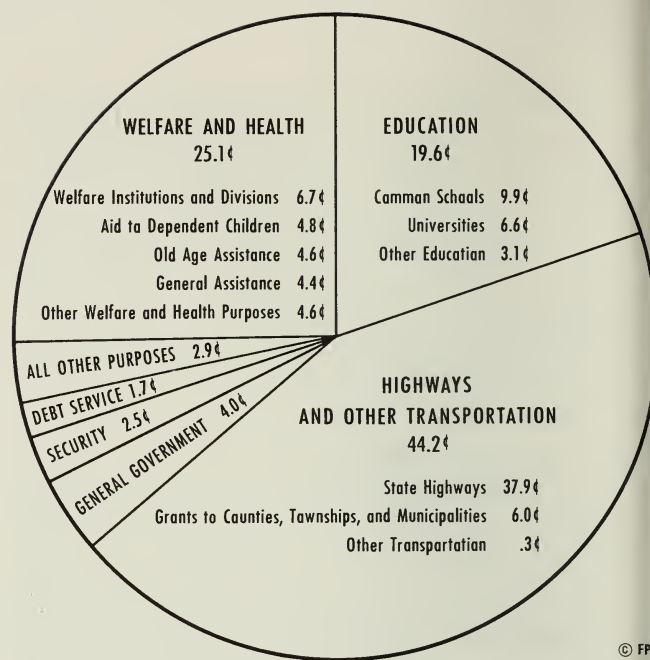 WELFARE AND HEALTH
25.1¢
Welfare Institutions and Divisions 6.7¢
Aid ta Dependent Children 4.8¢
Old Age Assistance 4.6¢
General Assistance 4.4¢
Other Welfare and Health Purposes 4.6¢
EDUCATION
19.6¢
Camman Schaals 9.9¢
Universities 6.6¢
Other Education 3.1¢
ALL OTHER PURPOSES 2.9¢
DEBT SERVICE 1.7¢
SECURITY 2.5¢
GENERAL GOVERNMENT 4.0¢
HIGHWAYS
AND OTHER TRANSPORTATION
44.2¢
State Highways 37.9¢
Grants to Caunties, Tawnships, and Municipalities 6.0¢
Other Transpartation .3¢
© FP